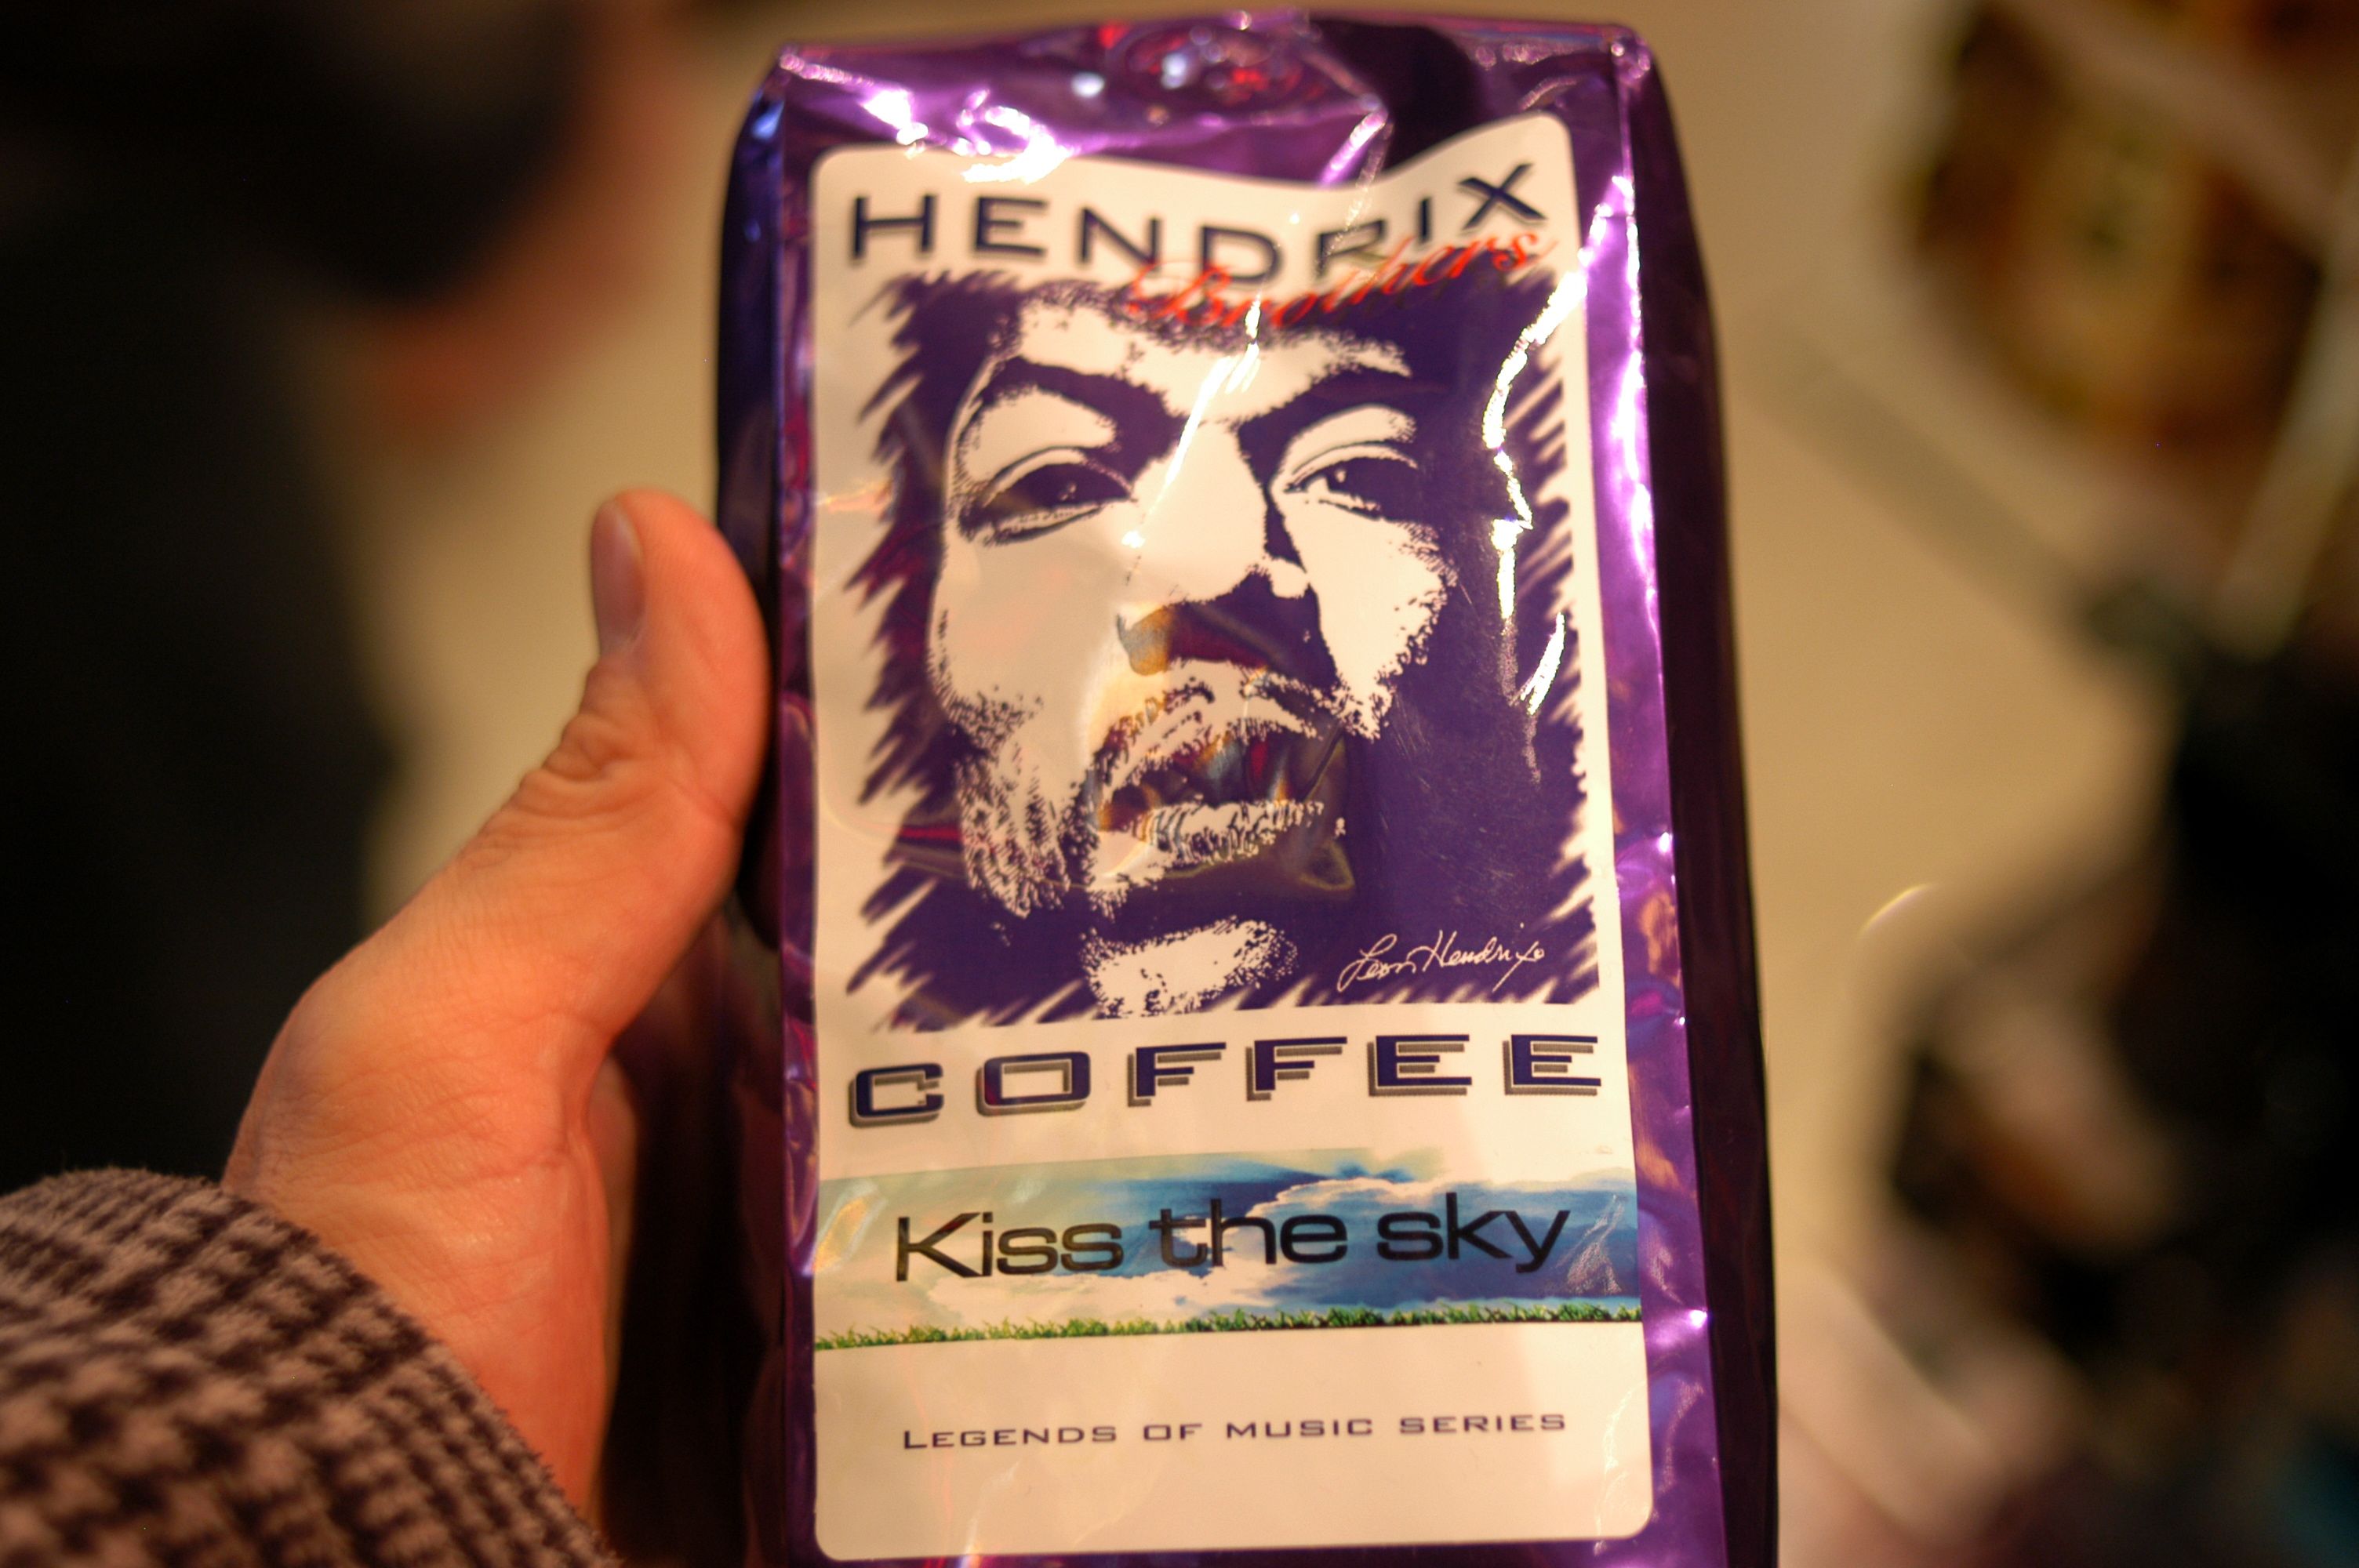 HENDRIX
Brothers
Leon Hendrix
COFFEE
Kiss the sky
LEGENDS OF MUSIC SERIES